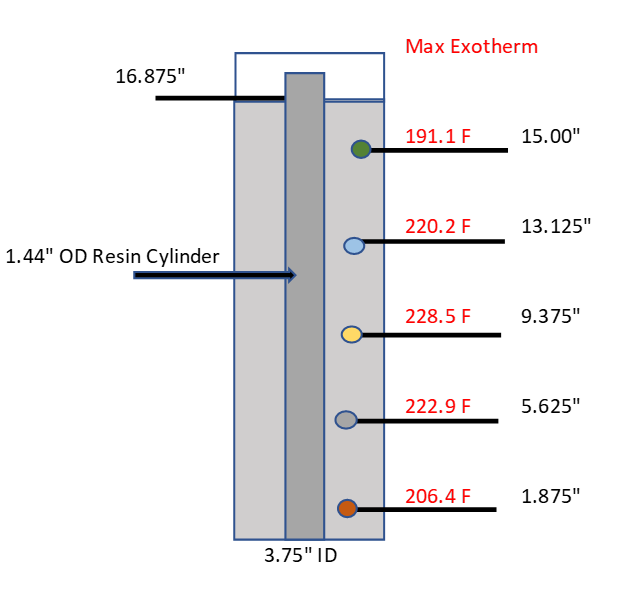 Max Exotherm
16.875"
191.1 F 15.00"
220.2 F 13.125"
1.44" OD Resin Cylinder
228.5 F 9.375"
222.9 F 5.625"
206.4 F 1.875"
3.75" ID